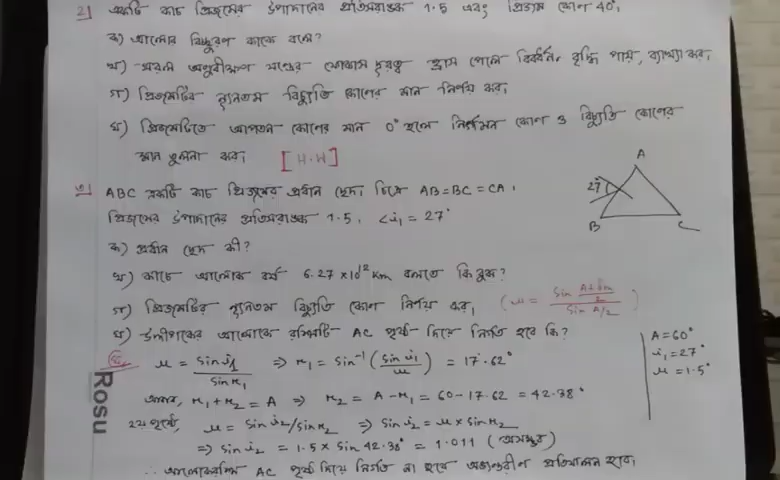 2) একটি কাচ প্রিজমের উপাদানের প্রতিসরাঙ্ক 1.5 এবং প্রিজম কোণ 40°।
ক) আলোর বিচ্ছুরণ কাকে বলে?
খ) সরল অণুবীক্ষণ যন্ত্রের ফোকাস দূরত্ব হ্রাস পেলে বিবর্ধন বৃদ্ধি পায়, ব্যাখ্যা কর।
গ) প্রিজমটির ন্যূনতম বিচ্যুতি কোণের মান নির্ণয় কর।
ঘ) প্রিজমটিতে আপতন কোণের মান 0° হলে নির্গমন কোণ ও বিচ্যুতি কোণের
মান তুলনা কর। [H.W]
৩) ABC একটি কাচ প্রিজমের প্রধান ছেদ। চিত্রে AB=BC=CA।
প্রিজমের উপাদানের প্রতিসরাঙ্ক 1.5. <i₁ = 27°
A
27°
B
C
ক) প্রধান ছেদ কী?
খ) কাচে আলোক বর্ষ 6.27×10¹² km বলতে কি বুঝ?
গ) প্রিজমটির ন্যূনতম বিচ্যুতি কোণ নির্ণয় কর। (μ = sin (A+δm)/2 / sin A/2)
ঘ) উদ্দীপকের আলোকে রশ্মিটি AC পৃষ্ঠ দিয়ে নির্গত হবে কি?
μ = sin i₁ / sin r₁ ⇒ r₁ = sin⁻¹ (sin i₁ / μ) = 17.62°
A = 60°
i₁ = 27°
μ = 1.5°
আবার, r₁ + r₂ = A ⇒ r₂ = A - r₁ = 60 - 17.62 = 42.38°
২য় পৃষ্ঠে, μ = sin i₂/sin r₂ ⇒ sin i₂ = μ × sin r₂
⇒ sin i₂ = 1.5 × sin 42.38° = 1.011 (অসম্ভব)
∴ আলোকরশ্মি AC পৃষ্ঠ দিয়ে নির্গত না হবে অভ্যন্তরীণ প্রতিফলন হবে।
Rosu